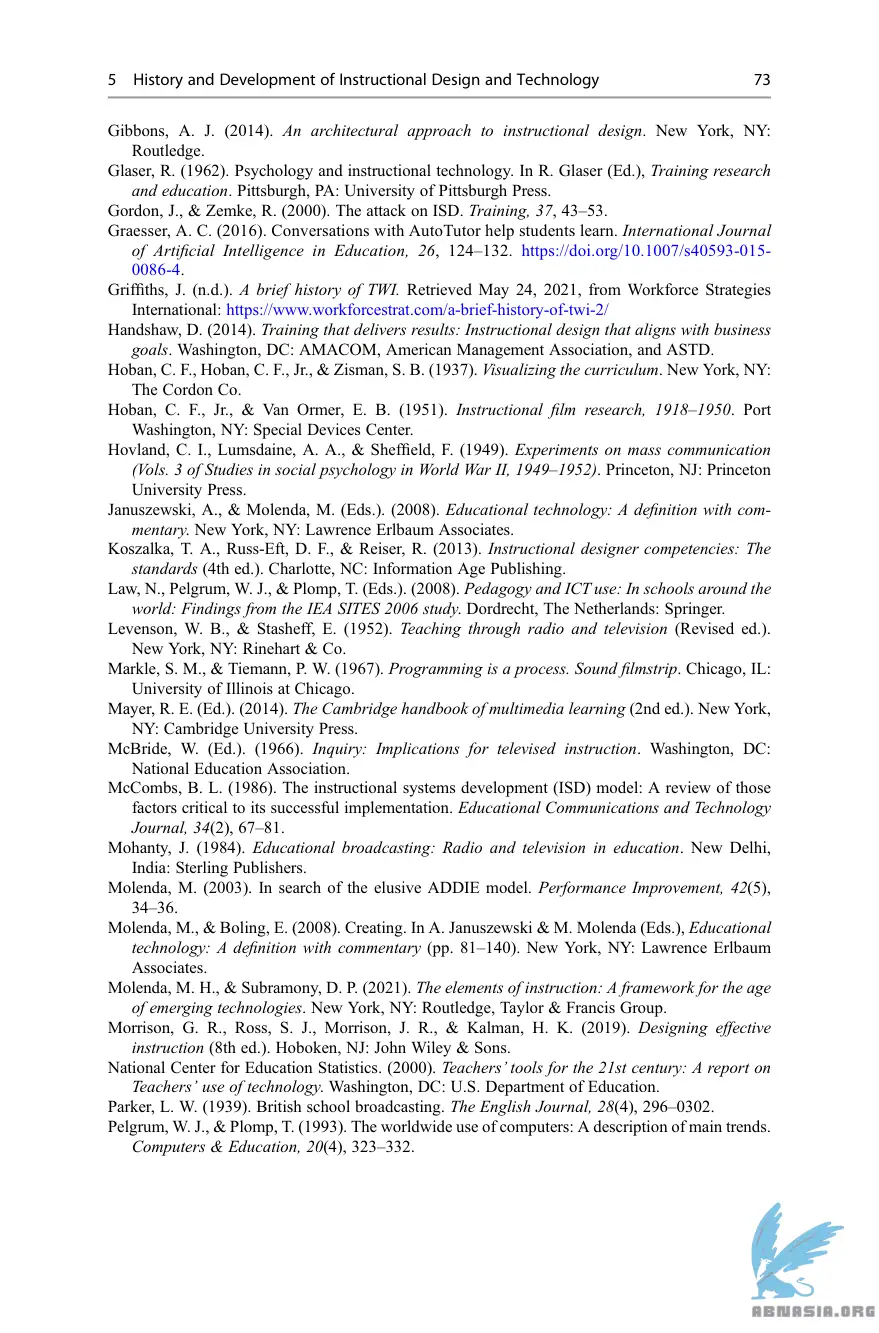 5 History and Development of Instructional Design and Technology 73
Gibbons, A. J. (2014). An architectural approach to instructional design. New York, NY:
Routledge.
Glaser, R. (1962). Psychology and instructional technology. In R. Glaser (Ed.), Training research
and education. Pittsburgh, PA: University of Pittsburgh Press.
Gordon, J., & Zemke, R. (2000). The attack on ISD. Training, 37, 43–53.
Graesser, A. C. (2016). Conversations with AutoTutor help students learn. International Journal
of Artificial Intelligence in Education, 26, 124–132. https://doi.org/10.1007/s40593-015-
0086-4.
Griffiths, J. (n.d.). A brief history of TWI. Retrieved May 24, 2021, from Workforce Strategies
International: https://www.workforcestrat.com/a-brief-history-of-twi-2/
Handshaw, D. (2014). Training that delivers results: Instructional design that aligns with business
goals. Washington, DC: AMACOM, American Management Association, and ASTD.
Hoban, C. F., Hoban, C. F., Jr., & Zisman, S. B. (1937). Visualizing the curriculum. New York, NY:
The Cordon Co.
Hoban, C. F., Jr., & Van Ormer, E. B. (1951). Instructional film research, 1918–1950. Port
Washington, NY: Special Devices Center.
Hovland, C. I., Lumsdaine, A. A., & Sheffield, F. (1949). Experiments on mass communication
(Vols. 3 of Studies in social psychology in World War II, 1949–1952). Princeton, NJ: Princeton
University Press.
Januszewski, A., & Molenda, M. (Eds.). (2008). Educational technology: A definition with com-
mentary. New York, NY: Lawrence Erlbaum Associates.
Koszalka, T. A., Russ-Eft, D. F., & Reiser, R. (2013). Instructional designer competencies: The
standards (4th ed.). Charlotte, NC: Information Age Publishing.
Law, N., Pelgrum, W. J., & Plomp, T. (Eds.). (2008). Pedagogy and ICT use: In schools around the
world: Findings from the IEA SITES 2006 study. Dordrecht, The Netherlands: Springer.
Levenson, W. B., & Stasheff, E. (1952). Teaching through radio and television (Revised ed.).
New York, NY: Rinehart & Co.
Markle, S. M., & Tiemann, P. W. (1967). Programming is a process. Sound filmstrip. Chicago, IL:
University of Illinois at Chicago.
Mayer, R. E. (Ed.). (2014). The Cambridge handbook of multimedia learning (2nd ed.). New York,
NY: Cambridge University Press.
McBride, W. (Ed.). (1966). Inquiry: Implications for televised instruction. Washington, DC:
National Education Association.
McCombs, B. L. (1986). The instructional systems development (ISD) model: A review of those
factors critical to its successful implementation. Educational Communications and Technology
Journal, 34(2), 67–81.
Mohanty, J. (1984). Educational broadcasting: Radio and television in education. New Delhi,
India: Sterling Publishers.
Molenda, M. (2003). In search of the elusive ADDIE model. Performance Improvement, 42(5),
34–36.
Molenda, M., & Boling, E. (2008). Creating. In A. Januszewski & M. Molenda (Eds.), Educational
technology: A definition with commentary (pp. 81–140). New York, NY: Lawrence Erlbaum
Associates.
Molenda, M. H., & Subramony, D. P. (2021). The elements of instruction: A framework for the age
of emerging technologies. New York, NY: Routledge, Taylor & Francis Group.
Morrison, G. R., Ross, S. J., Morrison, J. R., & Kalman, H. K. (2019). Designing effective
instruction (8th ed.). Hoboken, NJ: John Wiley & Sons.
National Center for Education Statistics. (2000). Teachers' tools for the 21st century: A report on
Teachers' use of technology. Washington, DC: U.S. Department of Education.
Parker, L. W. (1939). British school broadcasting. The English Journal, 28(4), 296–0302.
Pelgrum, W. J., & Plomp, T. (1993). The worldwide use of computers: A description of main trends.
Computers & Education, 20(4), 323–332.
ABNASIA.ORG